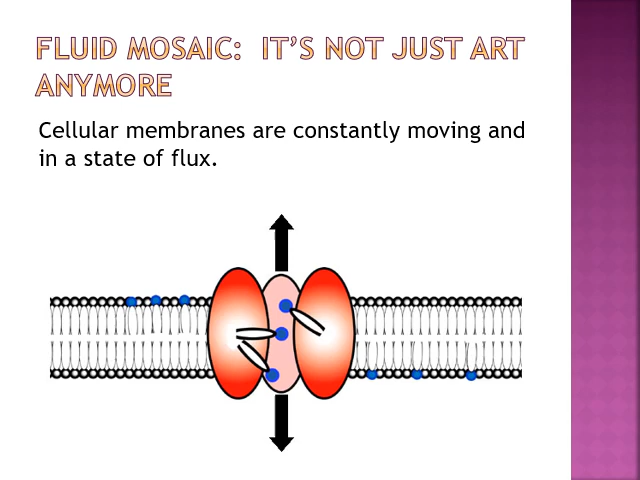 FLUID MOSAIC:  IT'S NOT JUST ART
ANYMORE
Cellular membranes are constantly moving and
in a state of flux.